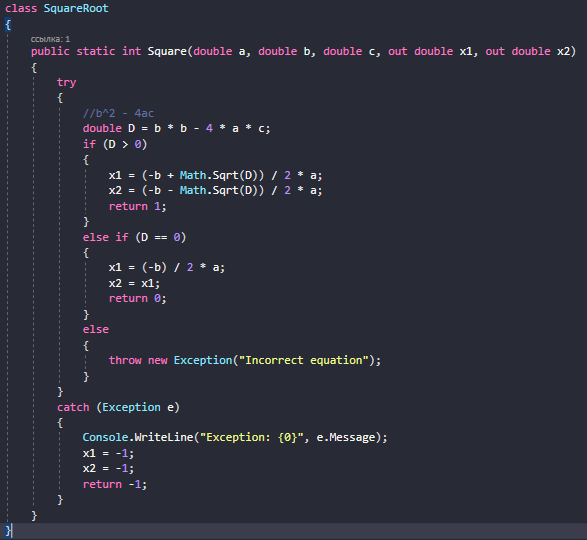 class SquareRoot
{
ссылка: 1
public static int Square(double a, double b, double c, out double x1, out double x2)
{
try
{
//b^2 - 4ac
double D = b * b - 4 * a * c;
if (D > 0)
{
x1 = (-b + Math.Sqrt(D)) / 2 * a;
x2 = (-b - Math.Sqrt(D)) / 2 * a;
return 1;
}
else if (D == 0)
{
x1 = (-b) / 2 * a;
x2 = x1;
return 0;
}
else
{
throw new Exception("Incorrect equation");
}
}
catch (Exception e)
{
Console.WriteLine("Exception: {0}", e.Message);
x1 = -1;
x2 = -1;
return -1;
}
}
}